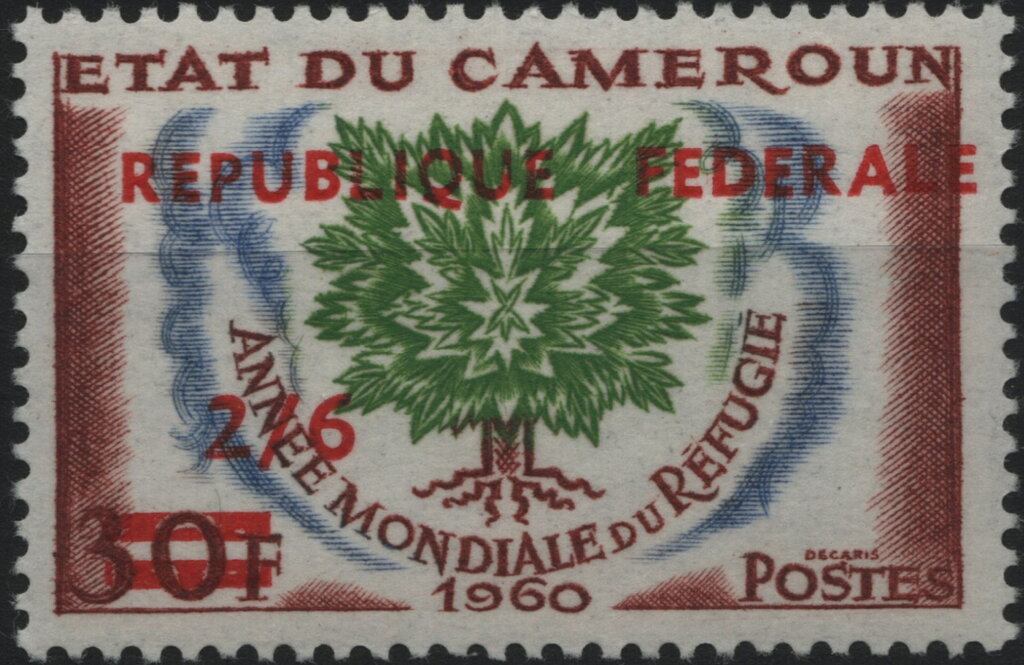 ETAT DU CAMEROUN
REPUBLIQUE FEDERALE
2/6
ANNÉE MONDIALE DU RÉFUGIÉ
30F
1960
DECARIS
POSTES